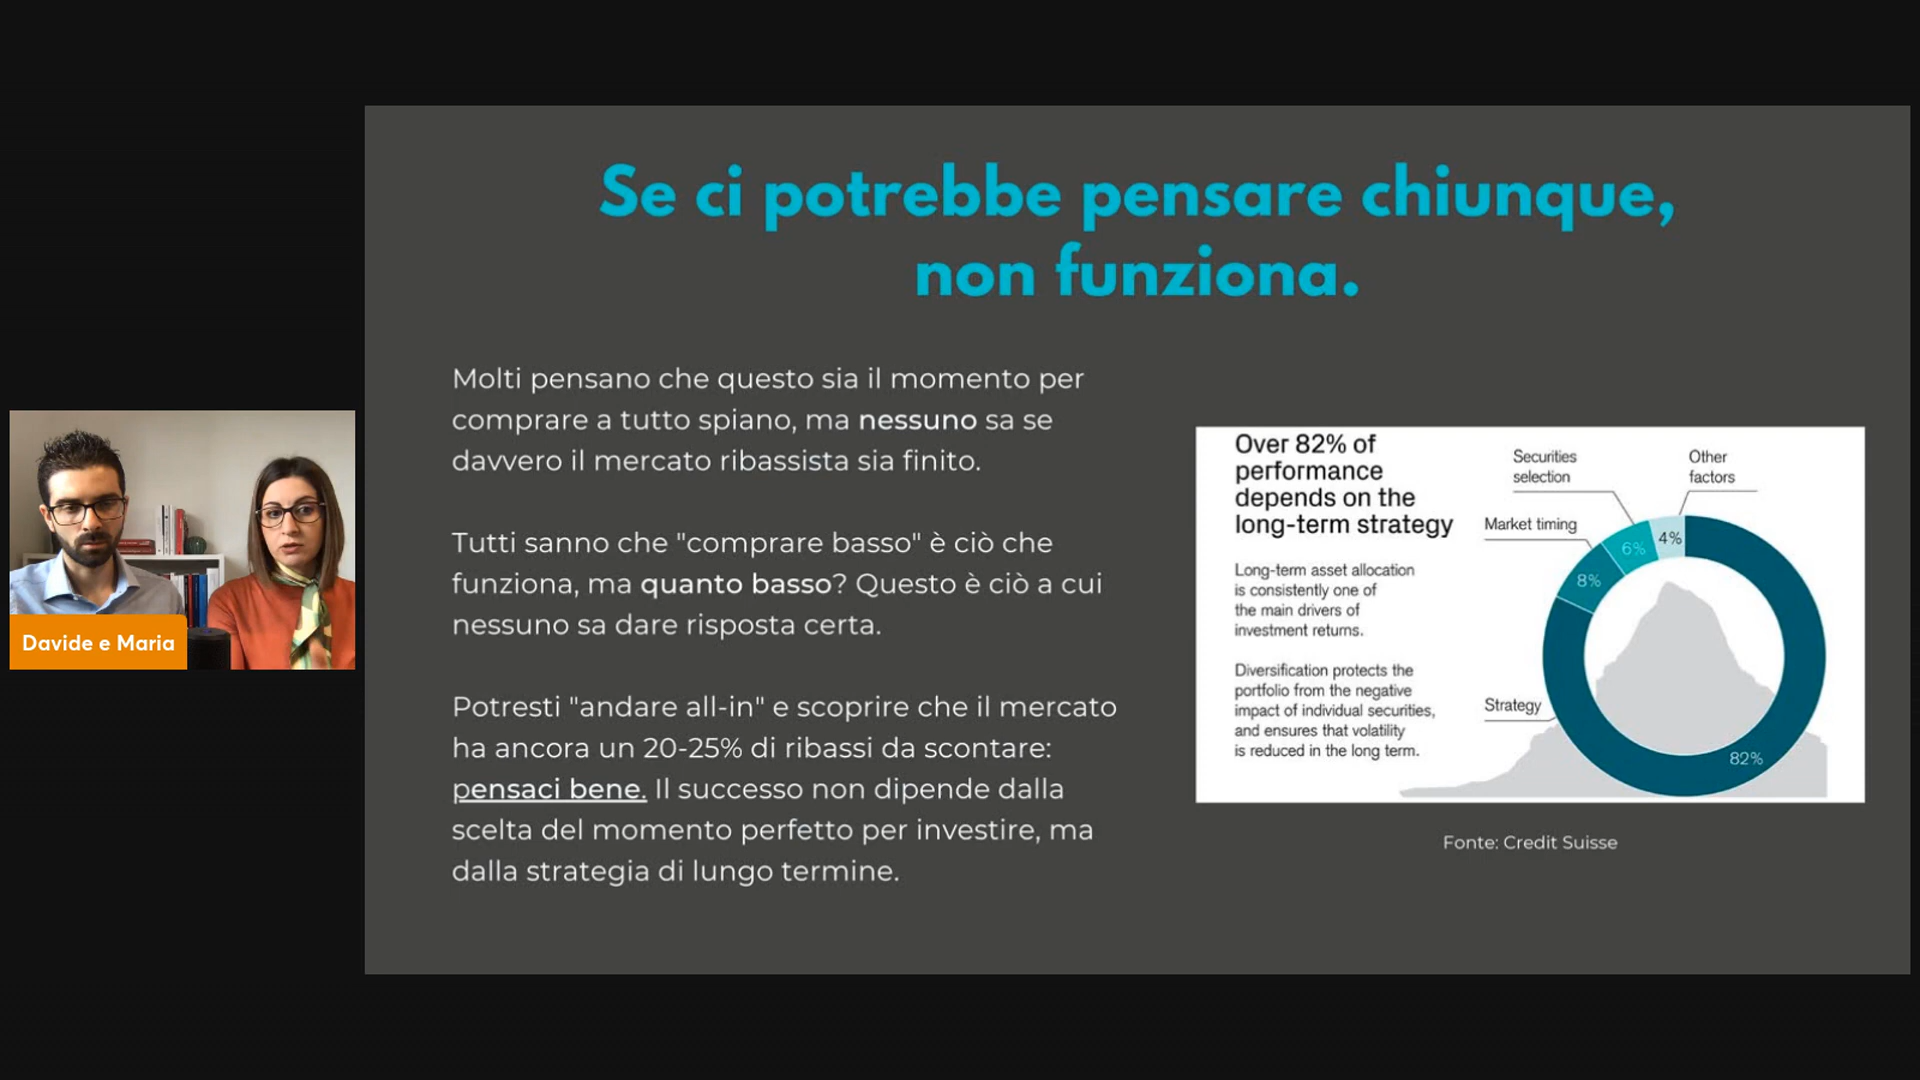 Se ci potrebbe pensare chiunque,
non funziona.
Molti pensano che questo sia il momento per
comprare a tutto spiano, ma nessuno sa se
davvero il mercato ribassista sia finito.
Tutti sanno che "comprare basso" è ciò che
funziona, ma quanto basso? Questo è ciò a cui
nessuno sa dare risposta certa.
Potresti "andare all-in" e scoprire che il mercato
ha ancora un 20-25% di ribassi da scontare:
pensaci bene. Il successo non dipende dalla
scelta del momento perfetto per investire, ma
dalla strategia di lungo termine.
Over 82% of
performance
depends on the
long-term strategy
Long-term asset allocation
is consistently one of
the main drivers of
investment returns.
Diversification protects the
portfolio from the negative
impact of individual securities,
and ensures that volatility
is reduced in the long term.
Securities
selection
Other
factors
Market timing
4%
6%
8%
Strategy
82%
Fonte: Credit Suisse
Davide e Maria